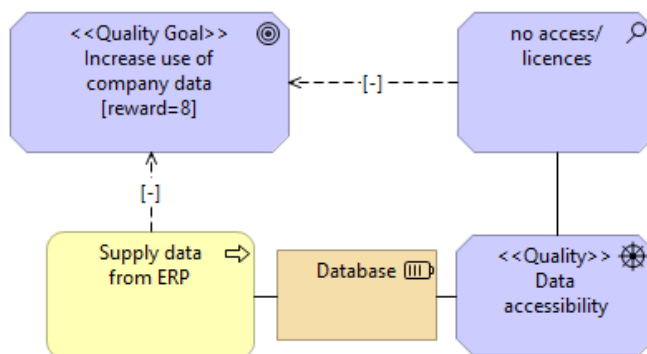 <<Quality Goal>>
Increase use of
company data
[reward=8]
no access/
licences
[-]
[-]
Supply data
from ERP
Database
<<Quality>>
Data
accessibility